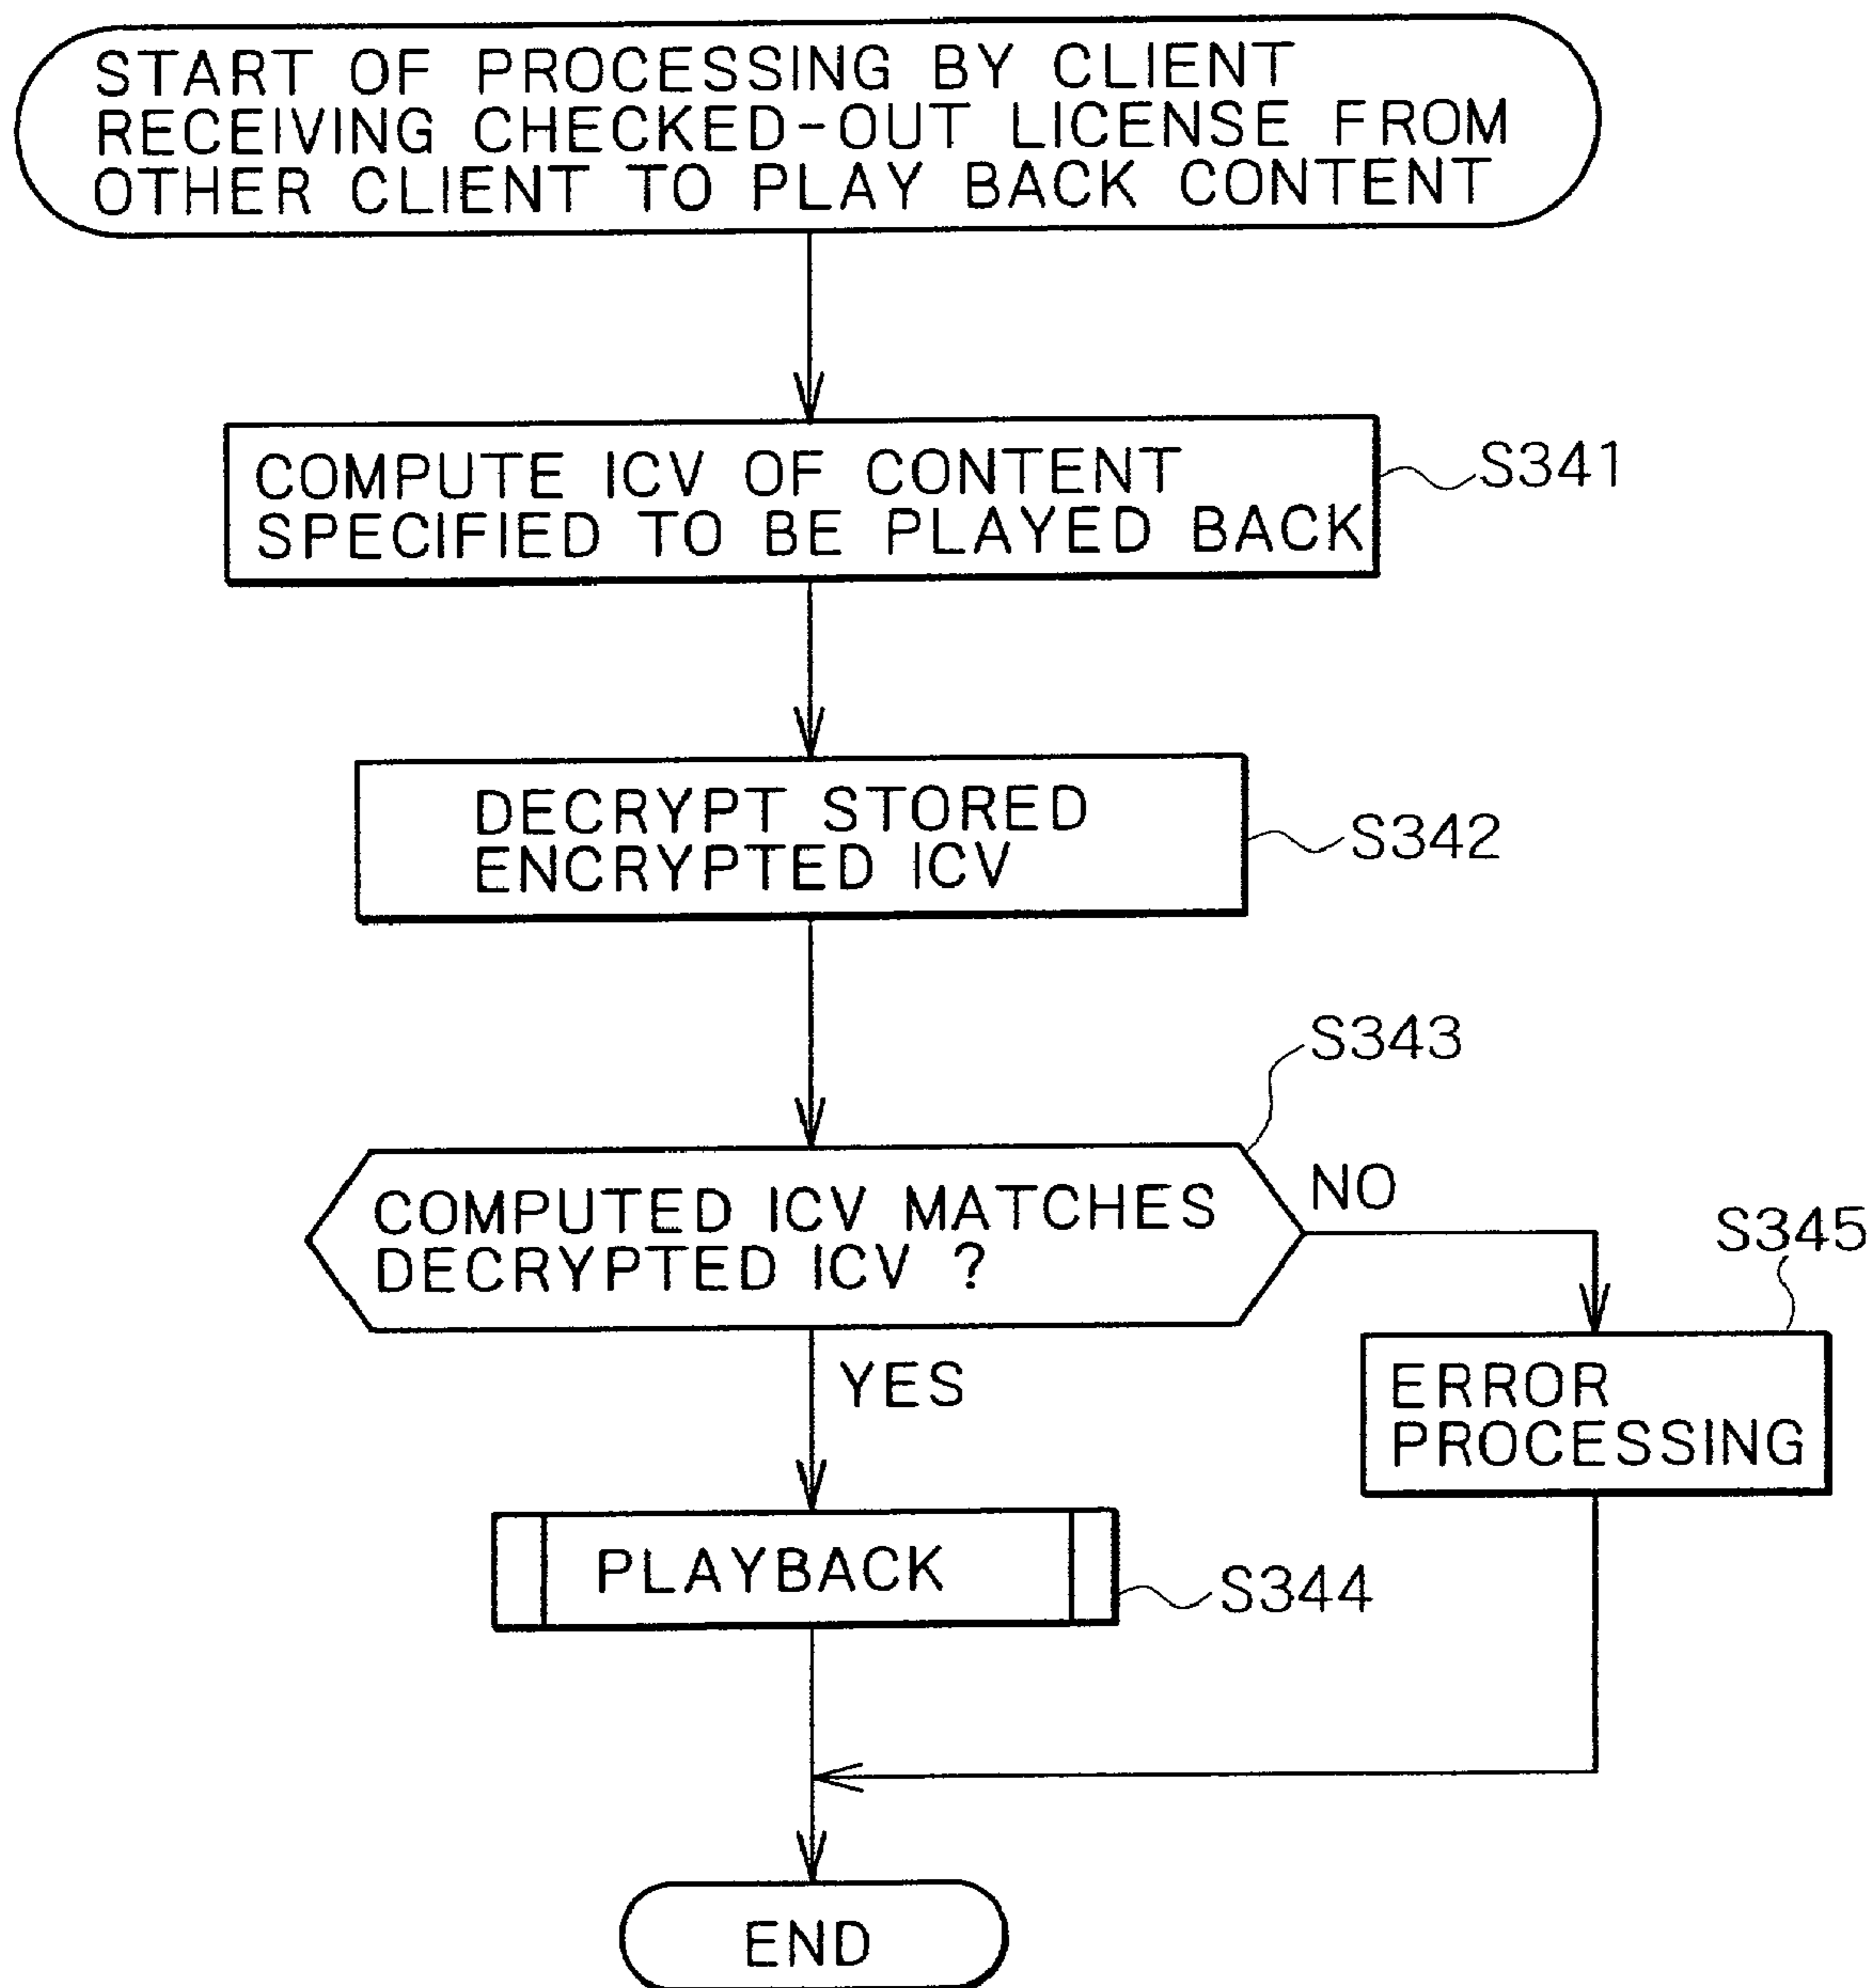 START OF PROCESSING BY CLIENT
RECEIVING CHECKED-OUT LICENSE FROM
OTHER CLIENT TO PLAY BACK CONTENT
COMPUTE ICV OF CONTENT
SPECIFIED TO BE PLAYED BACK
S341
DECRYPT STORED
ENCRYPTED ICV
S342
S343
COMPUTED ICV MATCHES
DECRYPTED ICV ?
NO
S345
YES
ERROR
PROCESSING
PLAYBACK
S344
END